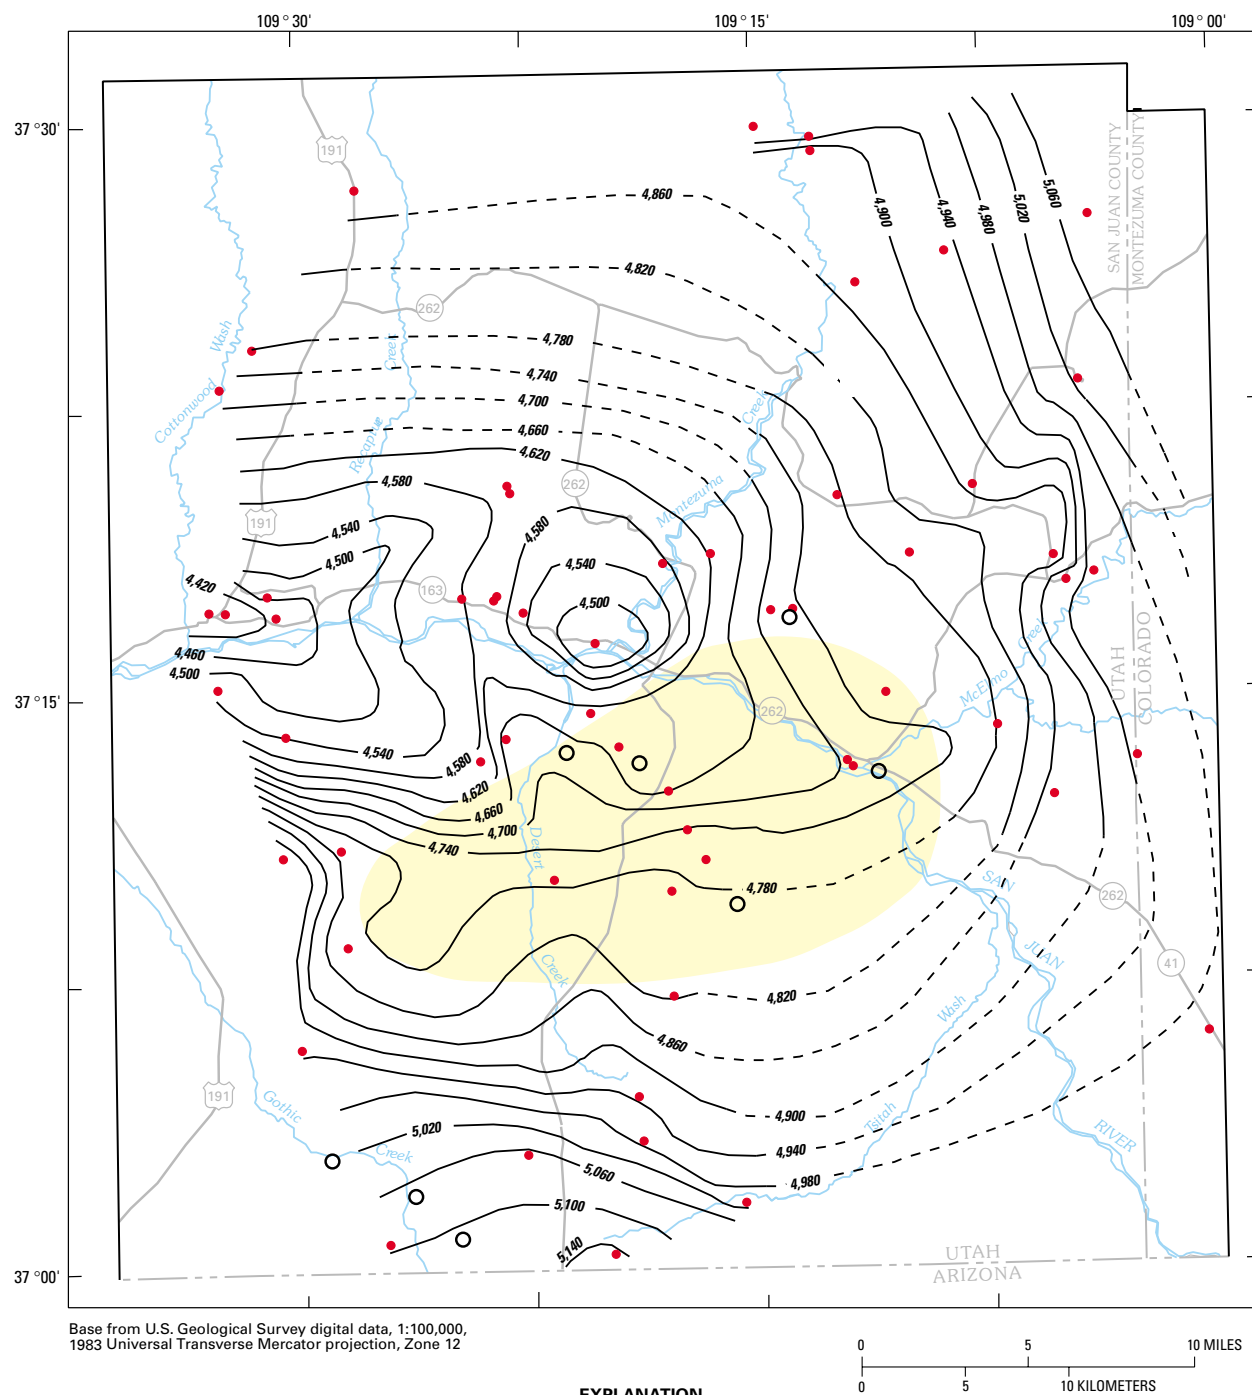 109° 30'
109° 15'
109° 00'
37° 30'
SAN JUAN COUNTY
MONTEZUMA COUNTY
191
4,860
4,900
4,940
4,980
5,020
5,060
4,820
262
Cottonwood Wash
Recapture Creek
4,780
4,740
4,700
4,660
4,620
Montezuma Creek
4,580
262
191
4,540
4,580
4,500
4,540
4,420
163
4,500
4,460
4,500
McElmo Creek
UTAH
COLORADO
37° 15'
262
4,540
4,580
4,620
4,660
4,700
4,740
Desert Creek
4,780
SAN JUAN RIVER
262
41
4,820
Tsitah Wash
4,860
191
Gothic Creek
4,900
5,020
4,940
5,060
4,980
5,100
5,140
UTAH
ARIZONA
37° 00'
Base from U.S. Geological Survey digital data, 1:100,000,
1983 Universal Transverse Mercator projection, Zone 12
0 5 10 MILES
0 5 10 KILOMETERS
EXPLANATION